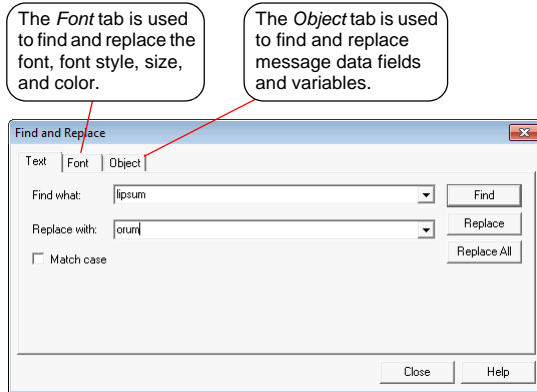 The Font tab is used
to find and replace the
font, font style, size,
and color.
The Object tab is used
to find and replace
message data fields
and variables.
Find and Replace
Text Font Object
Find what: lipsum Find
Replace with: orum Replace
Match case Replace All
Close Help